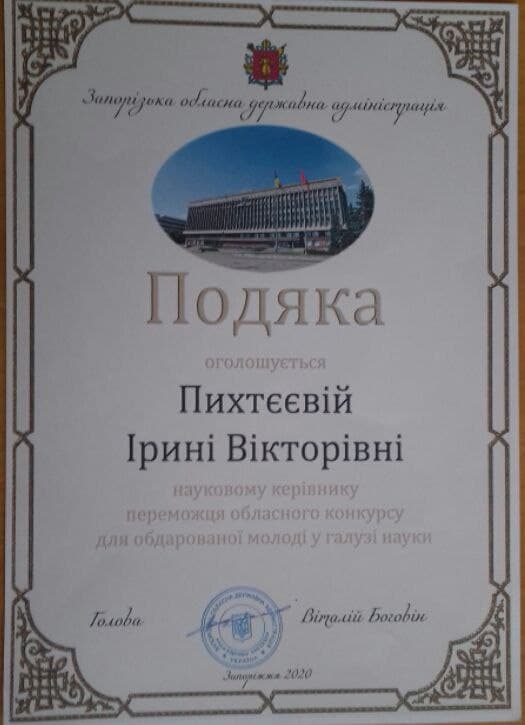 Запорізька обласна державна адміністрація
Подяка
оголошується
Пихтєєвій
Ірині Вікторівні
науковому керівнику
переможця обласного конкурсу
для обдарованої молоді у галузі науки
Голова
Віталій Боговін
Запоріжжя 2020